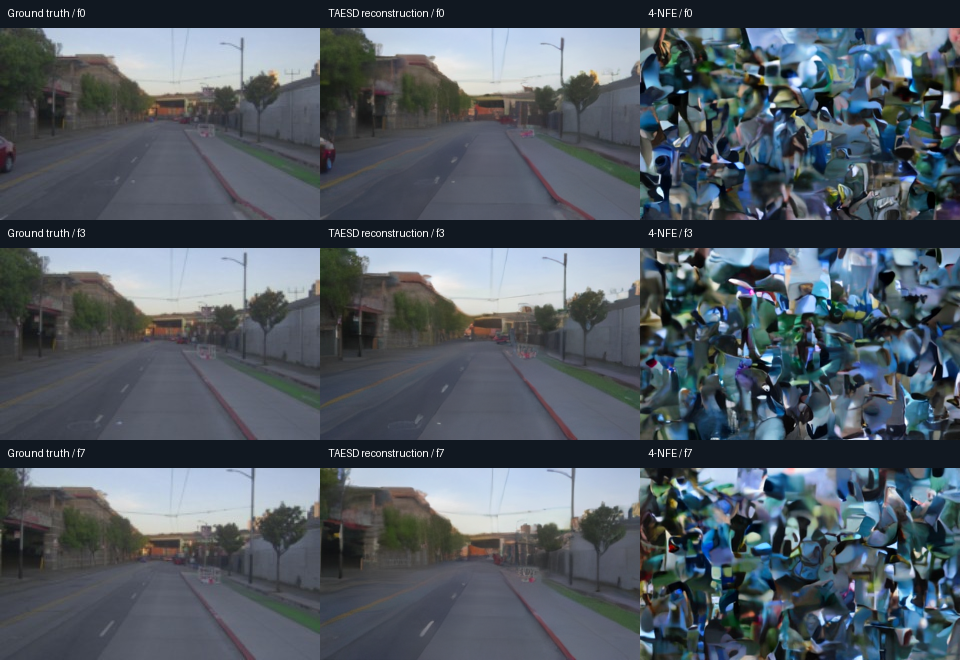 Ground truth / f0
TAESD reconstruction / f0
4-NFE / f0
Ground truth / f3
TAESD reconstruction / f3
4-NFE / f3
Ground truth / f7
TAESD reconstruction / f7
4-NFE / f7